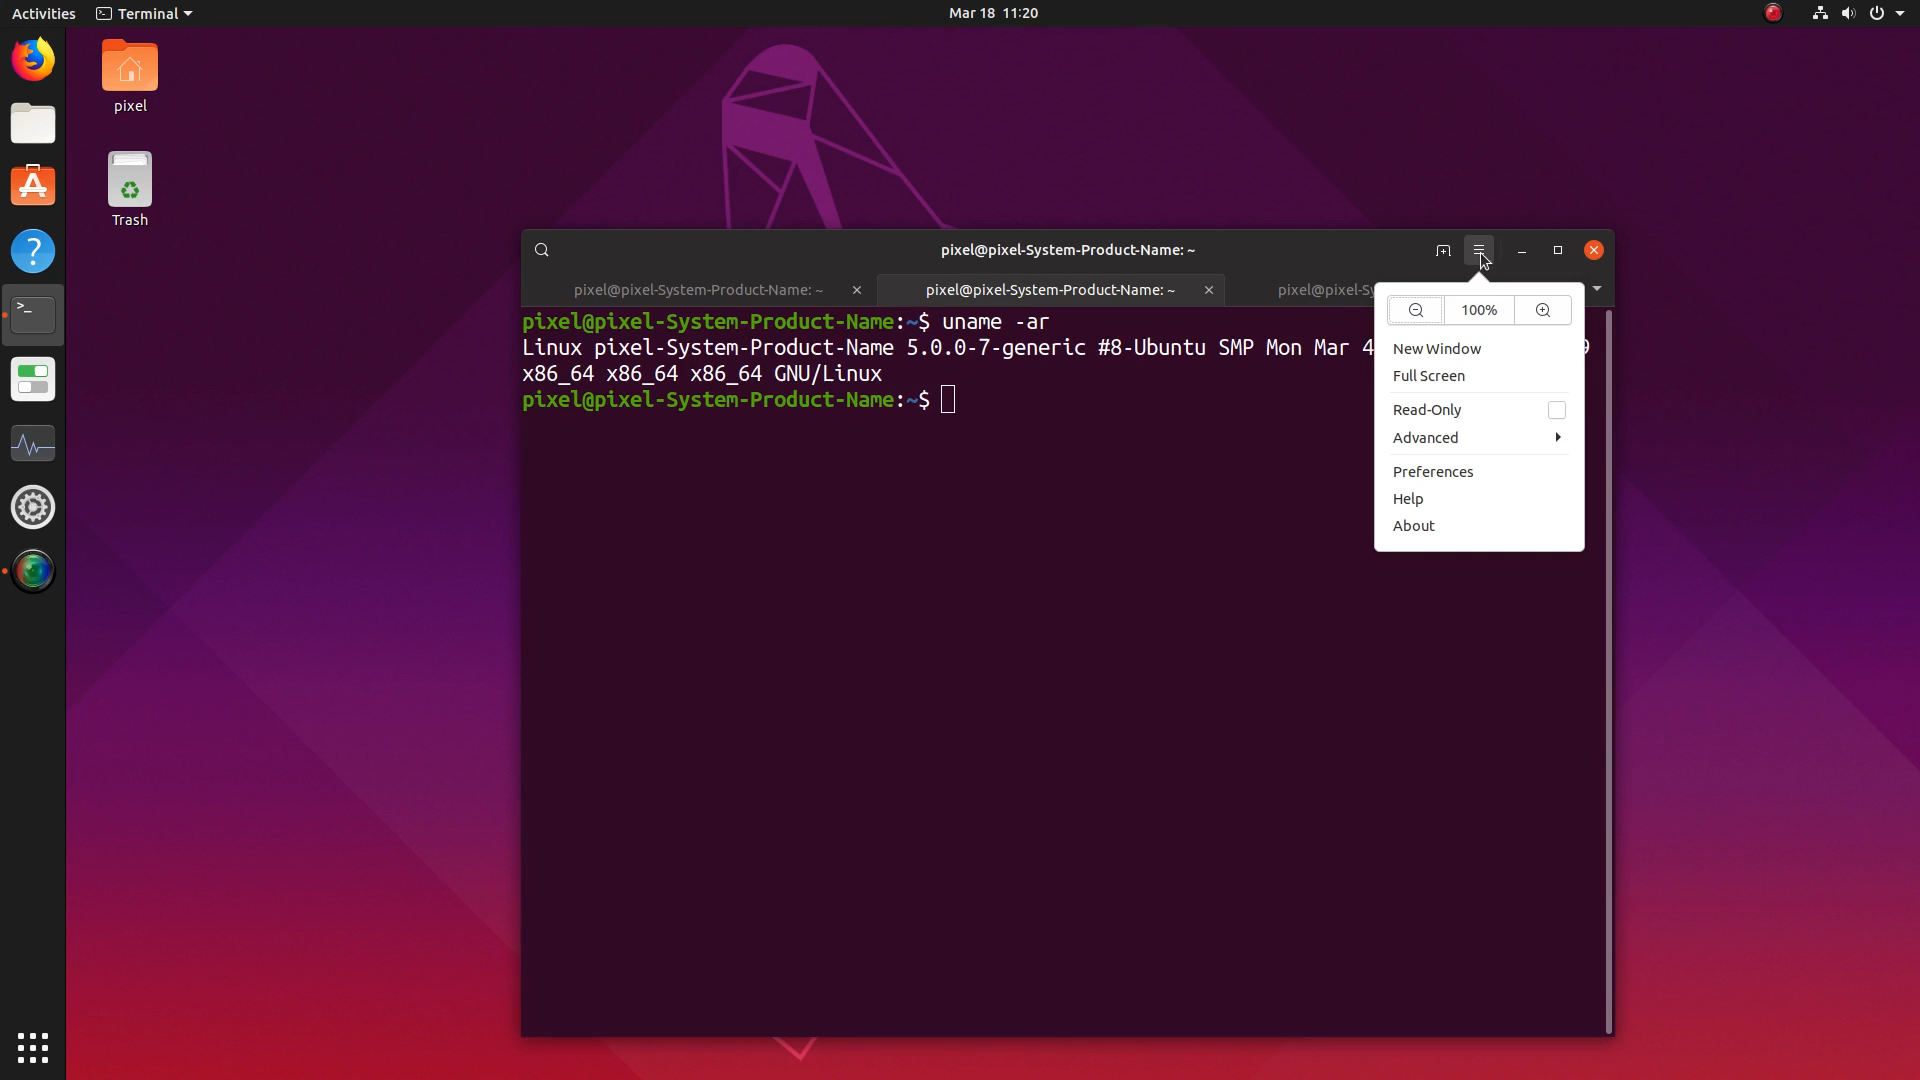 Activities
Terminal
Mar 18 11:20
pixel
Trash
pixel@pixel-System-Product-Name: ~
pixel@pixel-System-Product-Name: ~
pixel@pixel-System-Product-Name: ~
pixel@pixel-Sy
pixel@pixel-System-Product-Name:~$ uname -ar
Linux pixel-System-Product-Name 5.0.0-7-generic #8-Ubuntu SMP Mon Mar 4
x86_64 x86_64 x86_64 GNU/Linux
pixel@pixel-System-Product-Name:~$
100%
New Window
Full Screen
Read-Only
Advanced
Preferences
Help
About